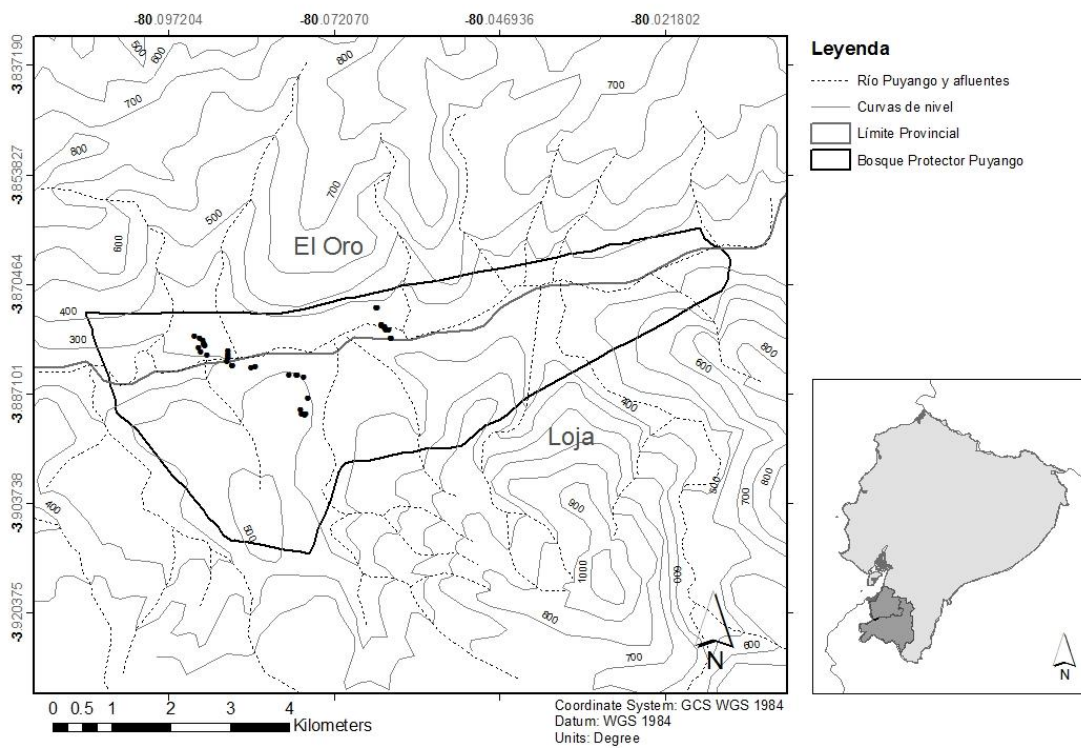 -80.097204 -80.072070 -80.046936 -80.021802
-3.837190
-3.853827
-3.870464
-3.887101
-3.903738
-3.920375
500
600
800
700
700
800
500
600
700
El Oro
400
300
600
800
400
Loja
500
700
800
400
500
900
1000
600
800
700
600
N
0 0.5 1 2 3 4
Kilometers
Coordinate System: GCS WGS 1984
Datum: WGS 1984
Units: Degree
Leyenda
Río Puyango y afluentes
Curvas de nivel
Límite Provincial
Bosque Protector Puyango
N